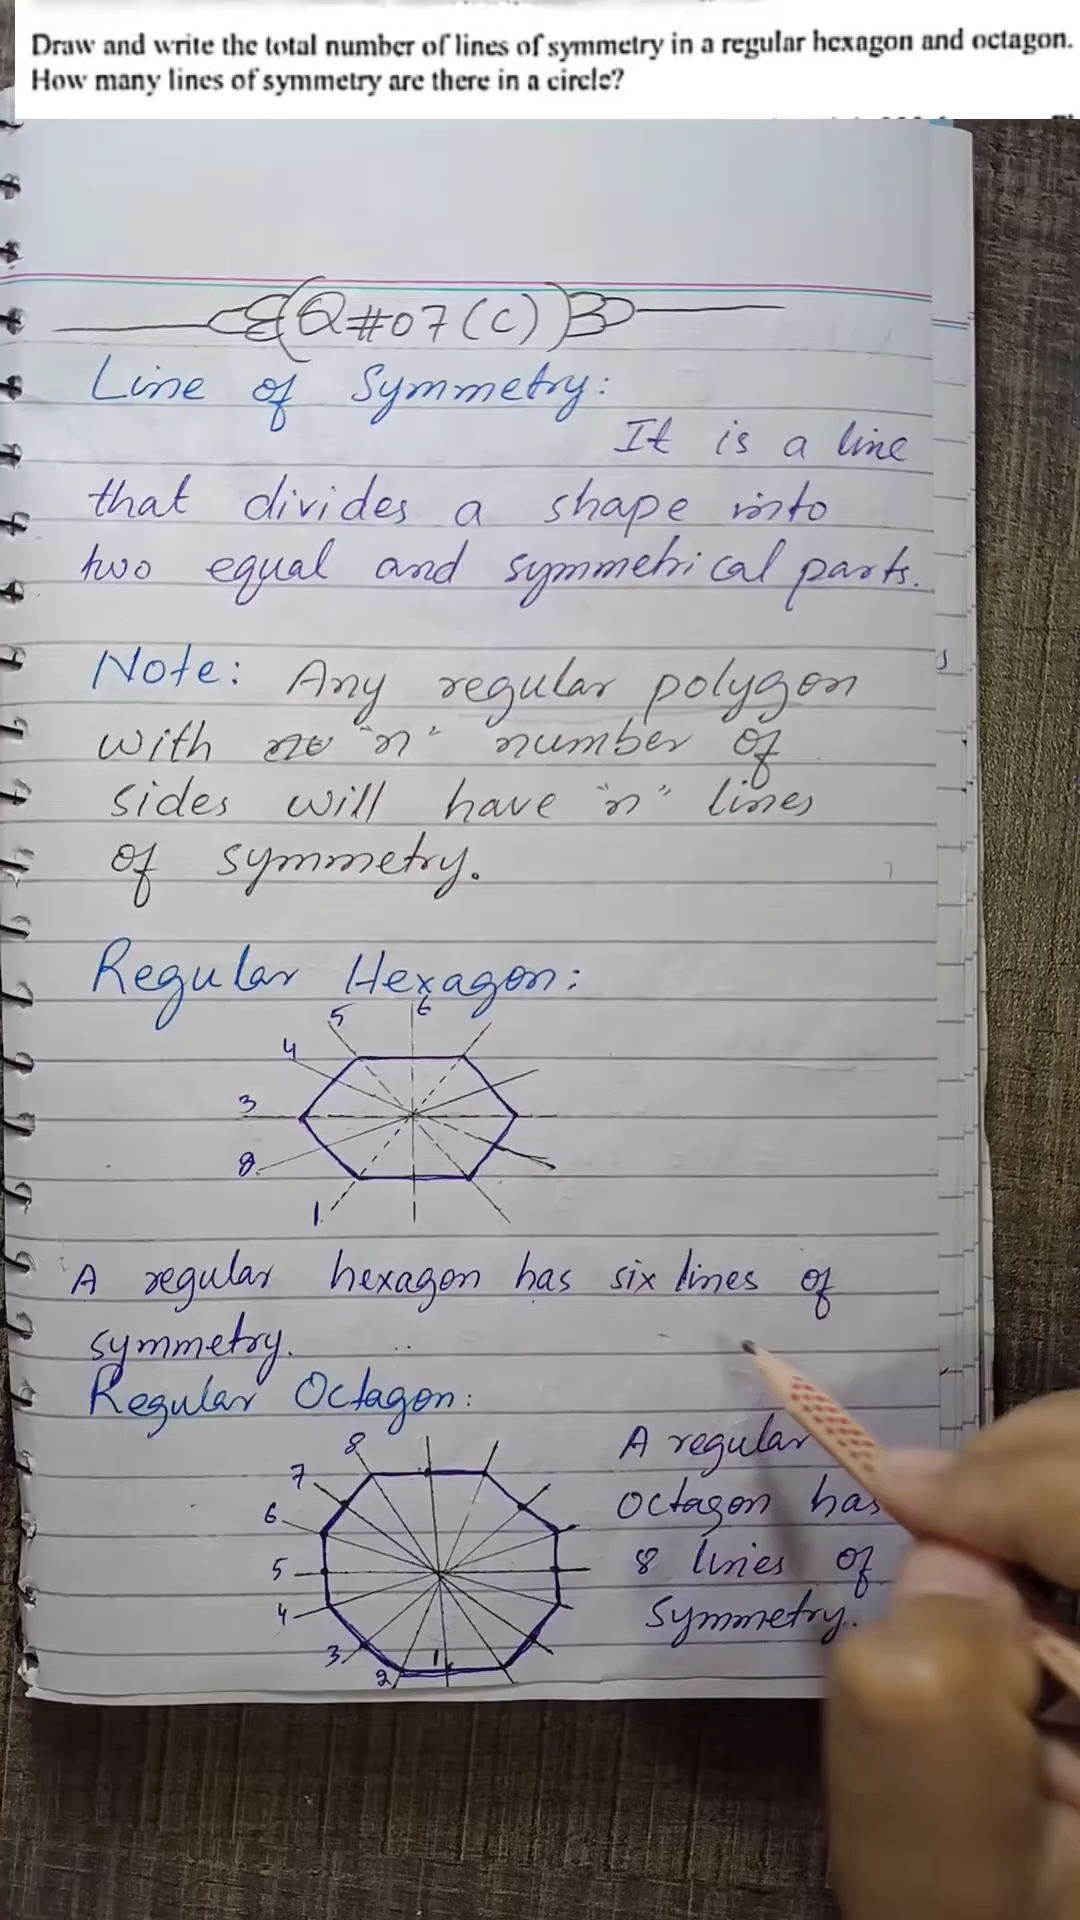 Draw and write the total number of lines of symmetry in a regular hexagon and octagon.
How many lines of symmetry are there in a circle?
(Q#07(C))
Line of Symmetry:
It is a line
that divides a shape into
two equal and symmetrical parts.
Note: Any regular polygon
with "n" number of
sides will have "n" lines
of symmetry.
Regular Hexagon:
5 6
4
3
1
A regular hexagon has six lines of
symmetry.
Regular Octagon:
8
7
6
5
4
3
2 1
A regular
octagon has
8 lines of
Symmetry.